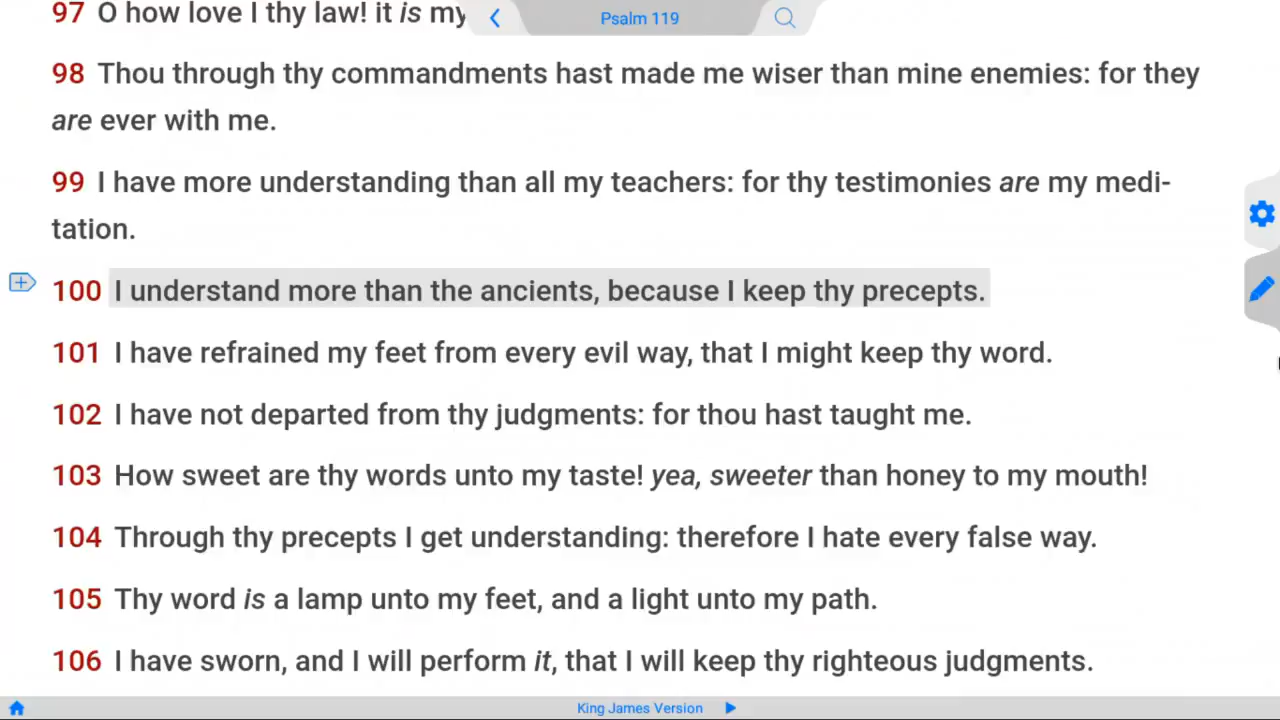 Psalm 119
97 O how love I thy law! it is my
98 Thou through thy commandments hast made me wiser than mine enemies: for they
are ever with me.
99 I have more understanding than all my teachers: for thy testimonies are my medi-
tation.
100 I understand more than the ancients, because I keep thy precepts.
101 I have refrained my feet from every evil way, that I might keep thy word.
102 I have not departed from thy judgments: for thou hast taught me.
103 How sweet are thy words unto my taste! yea, sweeter than honey to my mouth!
104 Through thy precepts I get understanding: therefore I hate every false way.
105 Thy word is a lamp unto my feet, and a light unto my path.
106 I have sworn, and I will perform it, that I will keep thy righteous judgments.
King James Version